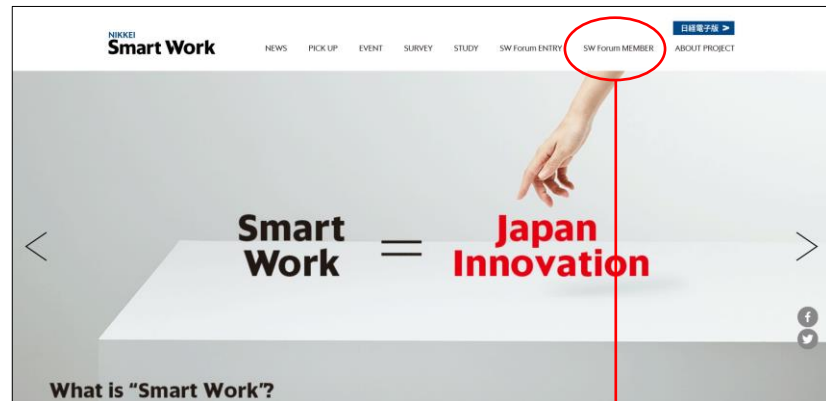 日経電子版 >
NIKKEI
Smart Work
NEWS PICK UP EVENT SURVEY STUDY SW Forum ENTRY SW Forum MEMBER ABOUT PROJECT
Smart Japan
Work = Innovation
What is “Smart Work”?